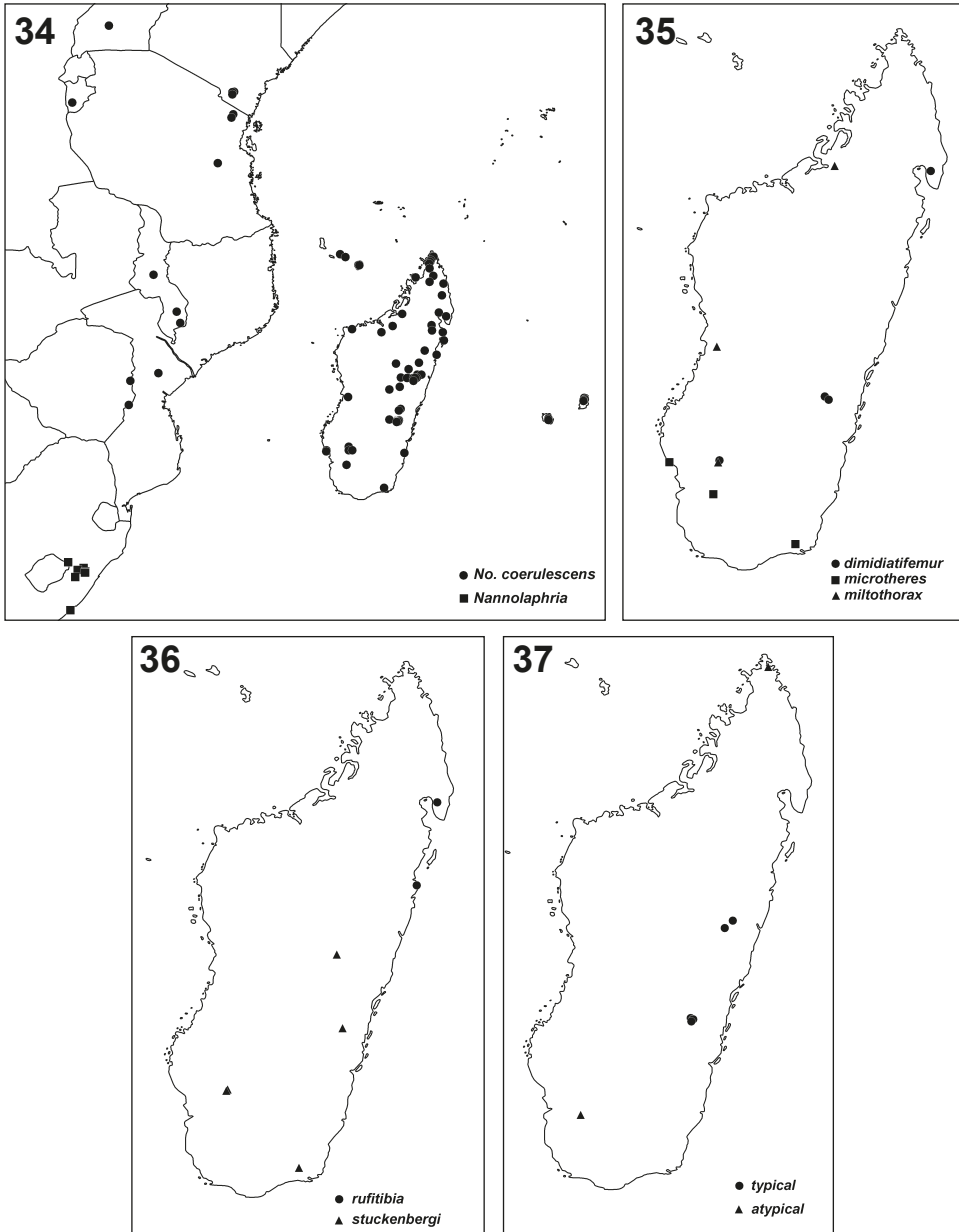 34
No. coerulescens
Nannolaphria
35
dimidiatifemur
microtheres
miltothorax
36
rufitibia
stuckenbergi
37
typical
atypical